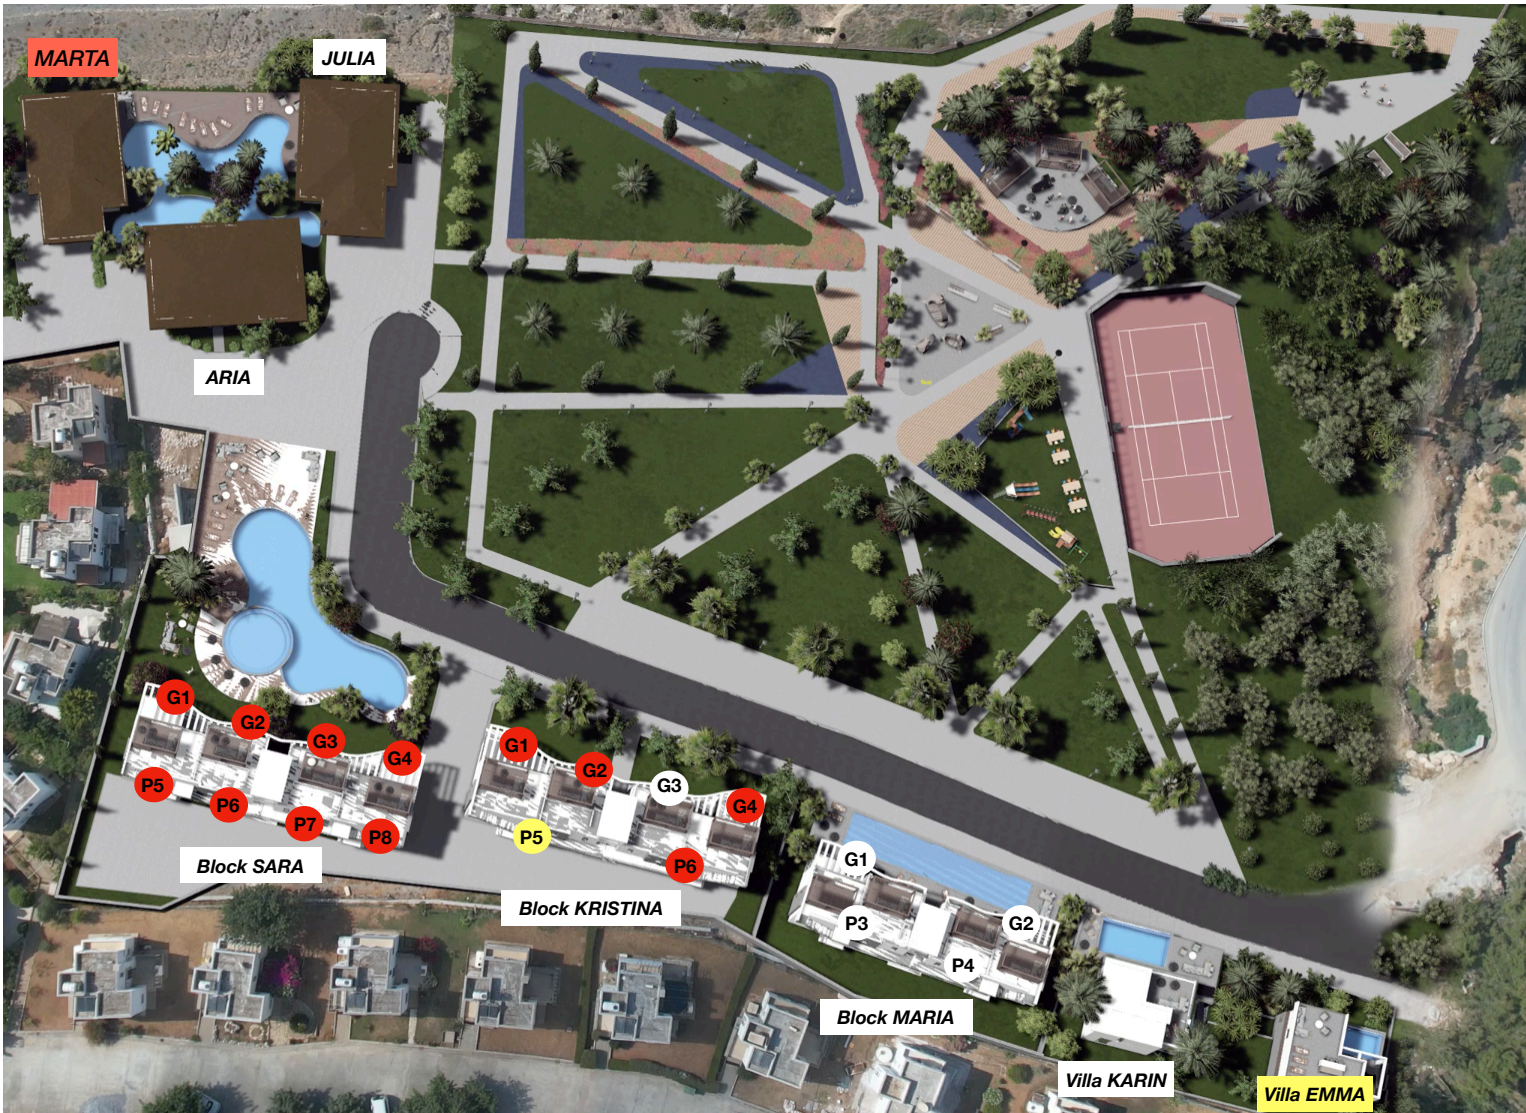 MARTA
JULIA
ARIA
G1
G2
G3
G4
P5
P6
P7
P8
Block SARA
G1
G2
G3
G4
P5
P6
Block KRISTINA
G1
G2
P3
P4
Block MARIA
Villa KARIN
Villa EMMA